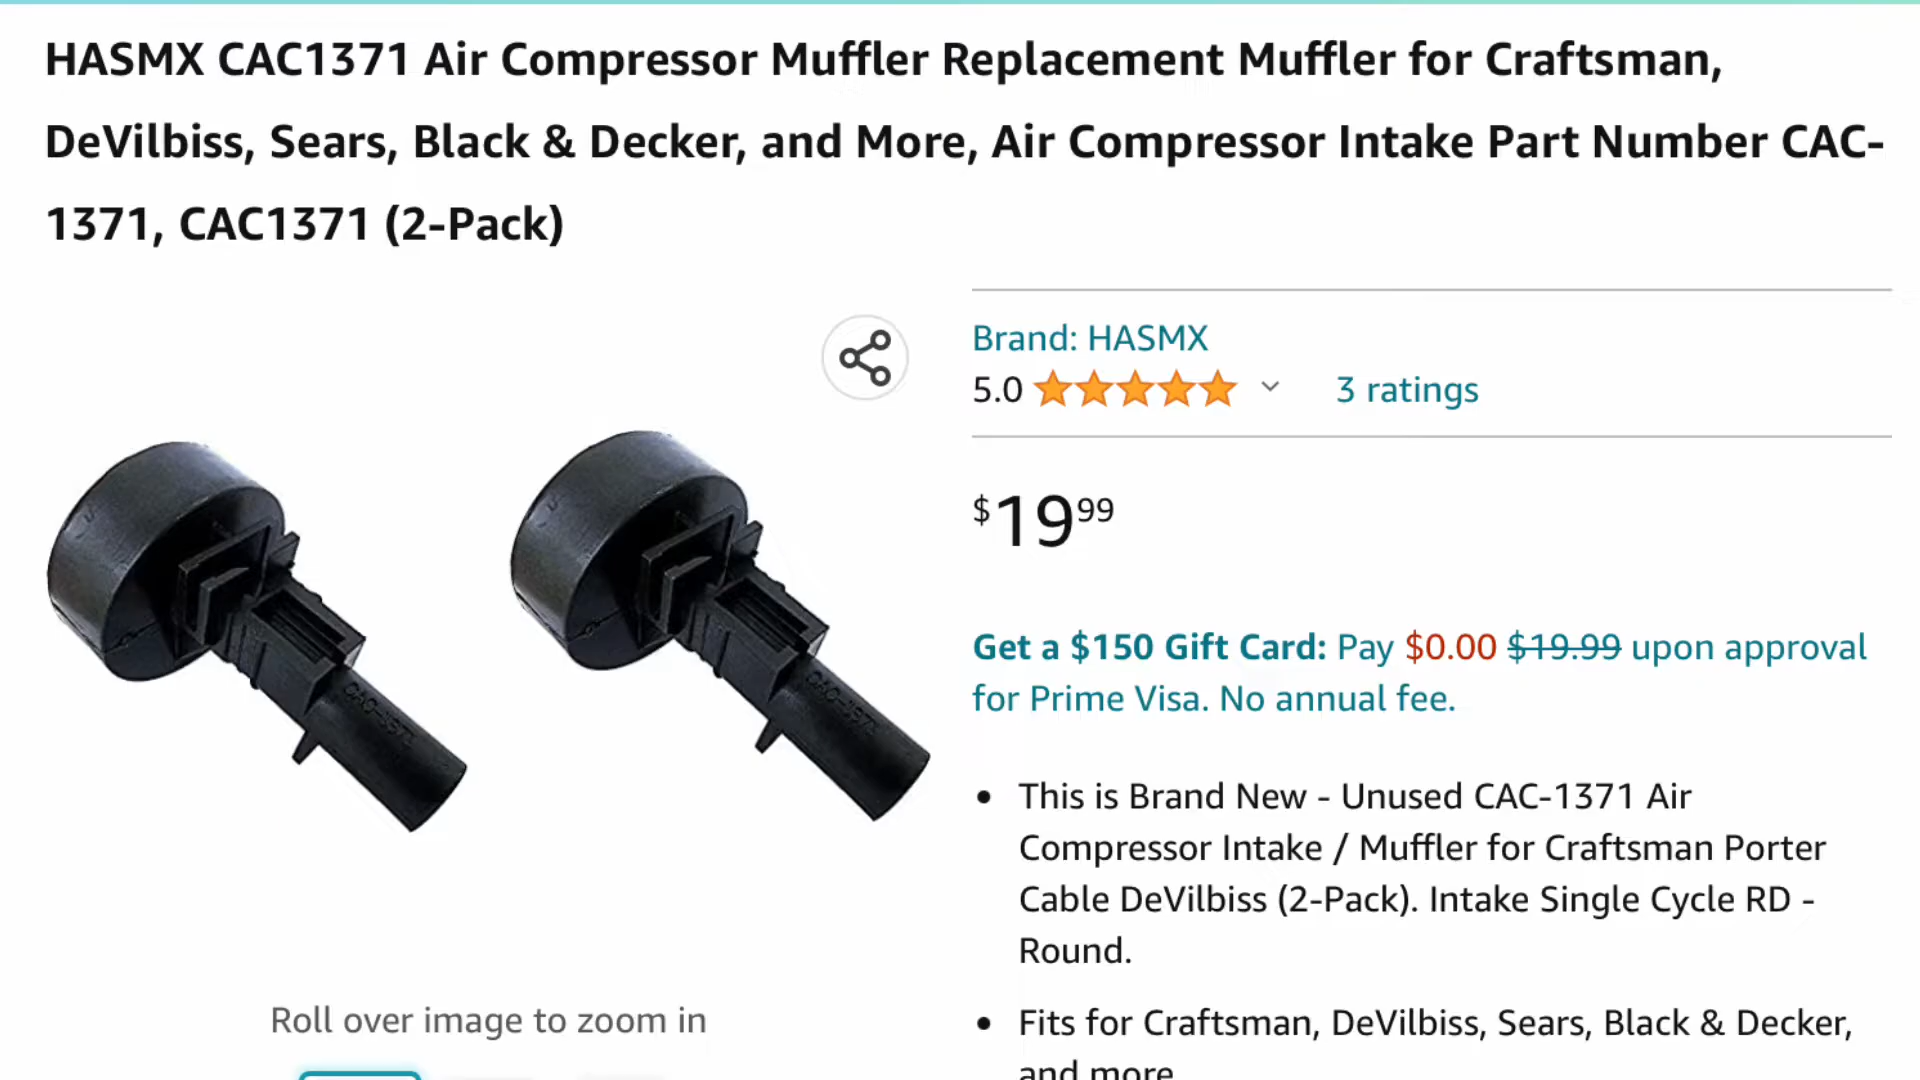 HASMX CAC1371 Air Compressor Muffler Replacement Muffler for Craftsman,
DeVilbiss, Sears, Black & Decker, and More, Air Compressor Intake Part Number CAC-
1371, CAC1371 (2-Pack)
Brand: HASMX
5.0
3 ratings
$19.99
Get a $150 Gift Card: Pay $0.00 $19.99 upon approval
for Prime Visa. No annual fee.
• This is Brand New - Unused CAC-1371 Air
Compressor Intake / Muffler for Craftsman Porter
Cable DeVilbiss (2-Pack). Intake Single Cycle RD -
Round.
• Fits for Craftsman, DeVilbiss, Sears, Black & Decker,
and more
CAC-1371
CAC-1371
Roll over image to zoom in